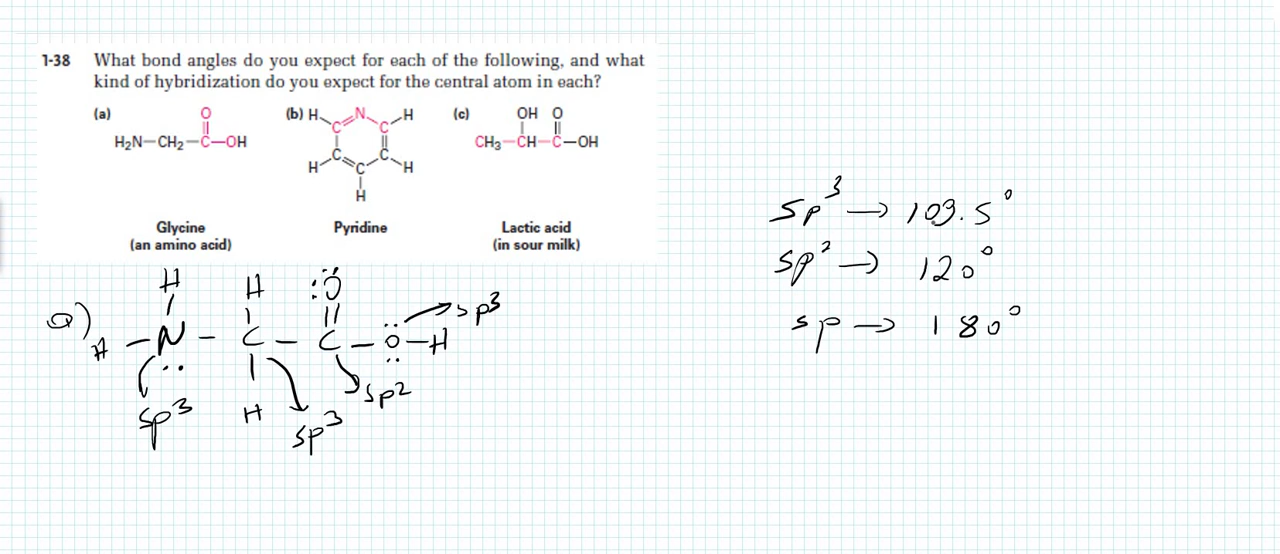 1-38 What bond angles do you expect for each of the following, and what
kind of hybridization do you expect for the central atom in each?
(a) O
H₂N—CH₂—C—OH
Glycine
(an amino acid)
(b) H N H
C C
C C
H C H
H
Pyridine
(c) OH O
CH₃—CH—C—OH
Lactic acid
(in sour milk)
a) H H :Ö
H — N — C — C — O — H
H
sp3
sp3
sp2
sp3
sp³ → 103.5°
sp² → 120°
sp → 180°